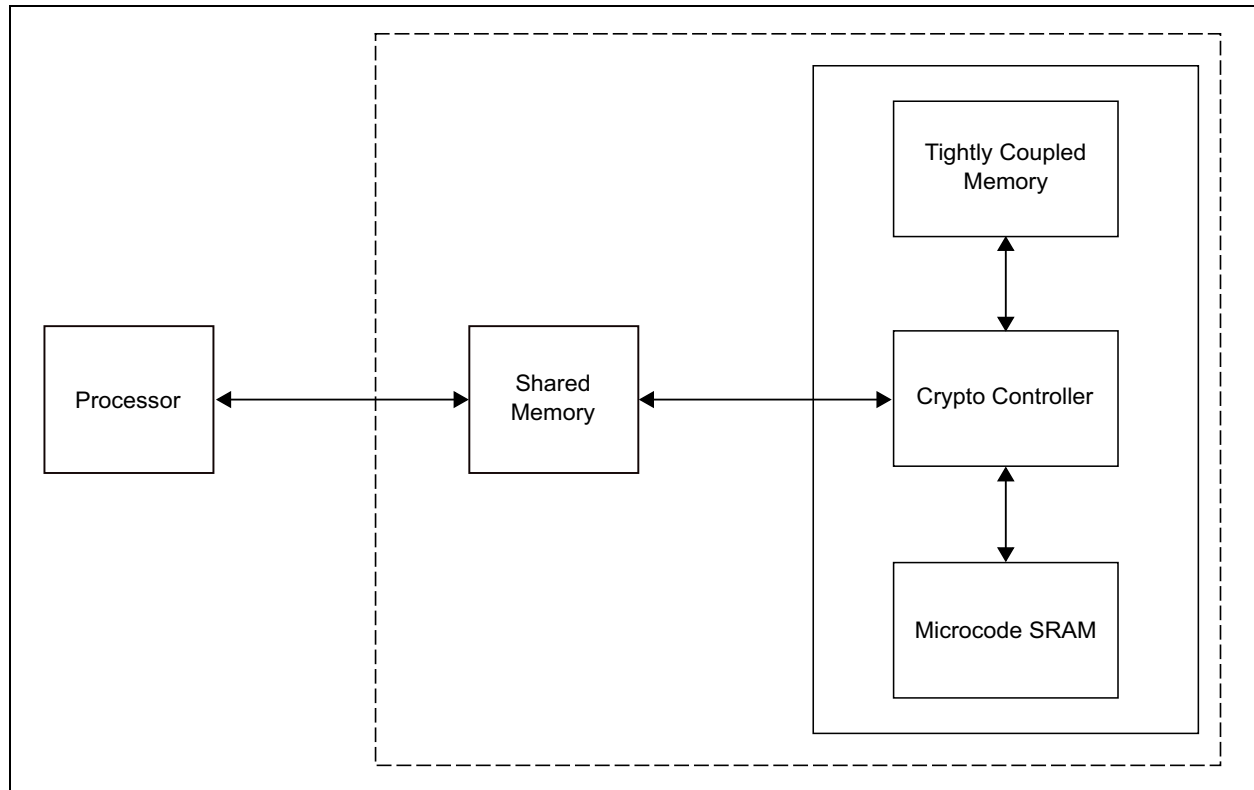 Tightly Coupled
Memory
Processor
Shared
Memory
Crypto Controller
Microcode SRAM